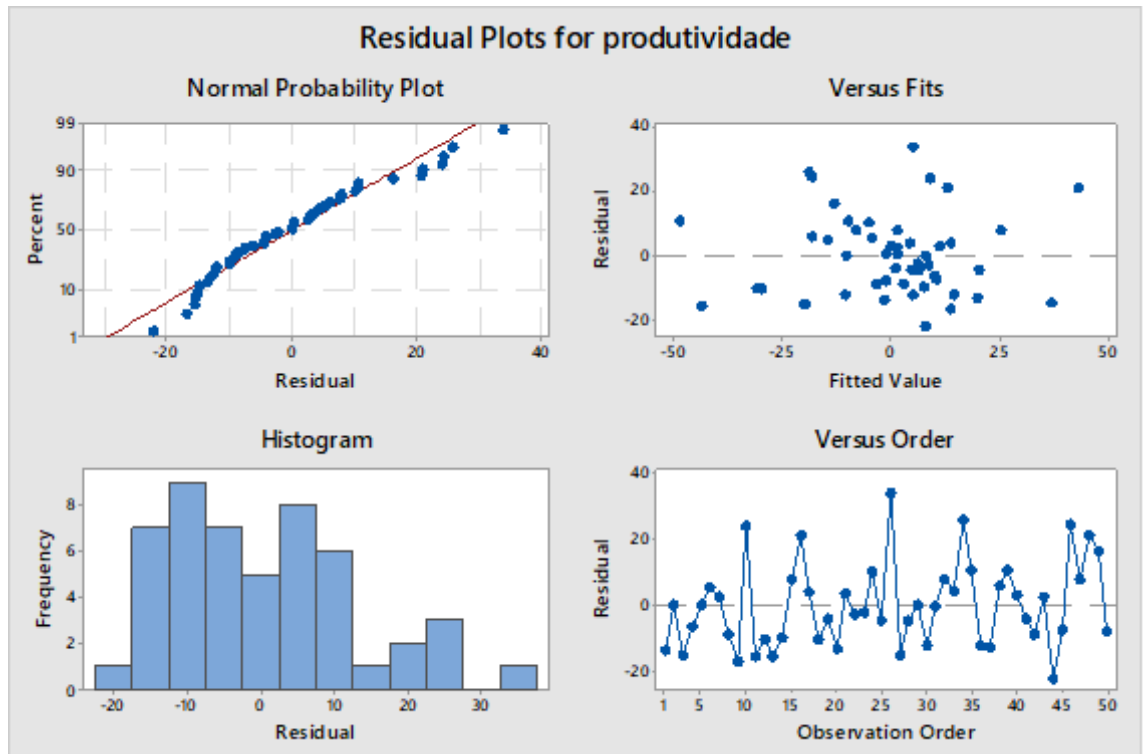 Residual Plots for produtividade
Normal Probability Plot
99
90
50
10
1
Percent
-20 0 20 40
Residual
Versus Fits
40
20
0
-20
Residual
-50 -25 0 25 50
Fitted Value
Histogram
8
6
4
2
0
Frequency
-20 -10 0 10 20 30
Residual
Versus Order
40
20
0
-20
Residual
1 5 10 15 20 25 30 35 40 45 50
Observation Order